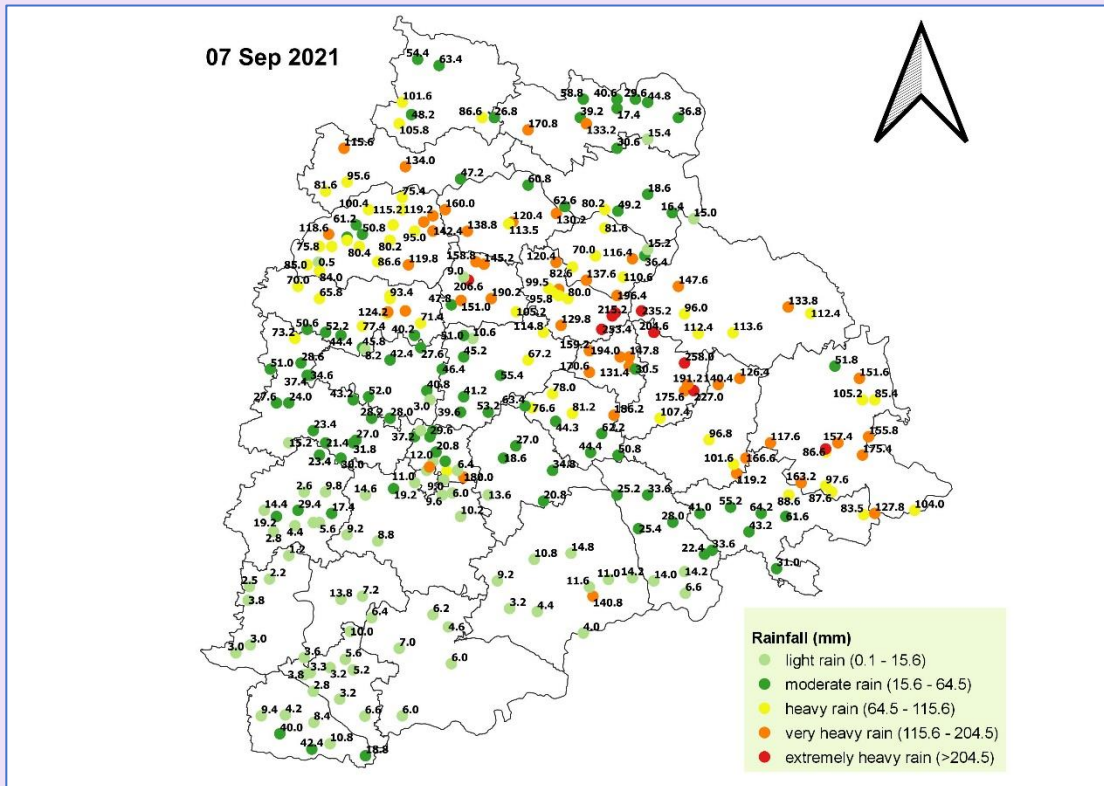 07 Sep 2021
54.4 63.4
58.8 40.6 29.6 44.8
101.6
48.2 86.6 26.8 39.2 17.4 36.8
105.8 170.8 133.2
15.4
115.6 30.6
134.0
95.6 47.2 60.8
81.6 75.4 18.6
100.4 115.2 119.2 160.0 62.6 80.2 49.2 16.4 15.0
61.2 120.4 130.2
118.6 50.8 95.0 142.4 138.8 113.5 81.6
75.8 80.4 80.2 70.0 116.4 15.2
85.0 0.5 86.6 119.8 158.8 145.2 120.4 36.4
84.0 9.0 82.6 137.6 110.6
70.0 206.6 99.5 147.6
65.8 93.4 47.8 151.0 190.2 95.8 80.0 196.4
124.2 105.2 215.2 235.2 96.0 133.8 112.4
50.6 77.4 71.4 129.8 253.4 204.6
73.2 52.2 40.2 51.0 10.6 114.8 112.4 113.6
44.4 45.8 159.2
8.2 42.4 27.6 45.2 194.0 147.8
51.0 28.6 67.2 258.0 51.8
34.6 46.4 55.4 170.6 131.4 30.5 126.4 151.6
37.4 191.2 140.4
27.6 24.0 43.2 52.0 40.8 41.2 78.0 175.6 227.0 105.2 85.4
3.0 63.4
28.2 28.0 39.6 53.2 76.6 81.2 186.2 107.4
23.4 44.3
15.2 21.4 27.0 37.2 29.6 62.2 96.8 117.6 157.4 155.8
31.8 20.8 27.0 44.4 86.6
23.4 30.0 12.0 18.6 50.8 101.6 166.6 175.4
6.4 34.8
11.0 180.0 119.2 163.2 97.6
2.6 9.8 14.6 19.2 9.0 6.0 13.6 25.2 33.6 88.6 87.6
9.6 20.8 55.2
14.4 29.4 17.4 10.2 41.0 64.2 61.6 83.5 127.8 104.0
19.2 28.0
4.4 5.6 25.4 43.2
2.8 9.2 8.8
1.2 10.8 14.8 22.4 33.6
31.0
2.5 2.2 9.2 11.6 11.0 14.2 14.0 14.2
3.8 13.8 7.2 6.6
3.2 4.4 140.8
6.4 6.2
10.0 4.6 4.0
3.0 3.0 7.0
3.6 5.6 6.0
3.8 3.3 3.2 5.2
2.8 3.2
9.4 4.2 8.4 6.6 6.0
40.0
42.4 10.8 18.8
Rainfall (mm)
light rain (0.1 - 15.6)
moderate rain (15.6 - 64.5)
heavy rain (64.5 - 115.6)
very heavy rain (115.6 - 204.5)
extremely heavy rain (>204.5)